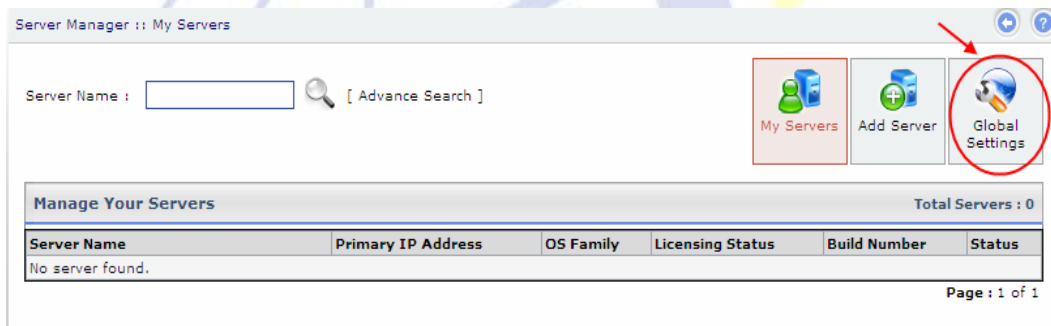 Server Manager :: My Servers
Server Name : [ Advance Search ]
My Servers
Add Server
Global
Settings
Manage Your Servers Total Servers : 0
Server Name Primary IP Address OS Family Licensing Status Build Number Status
No server found.
Page : 1 of 1